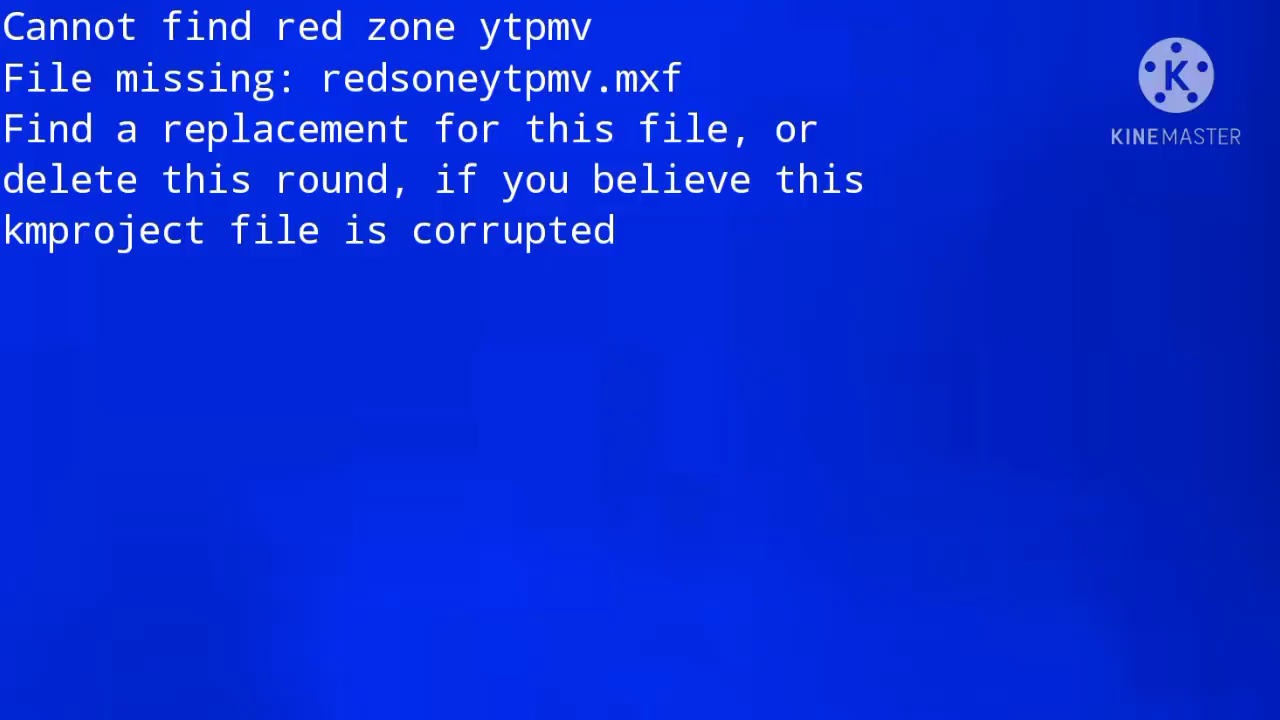 Cannot find red zone ytpmv
File missing: redsoneytpmv.mxf
Find a replacement for this file, or
delete this round, if you believe this
kmproject file is corrupted
K
KINEMASTER